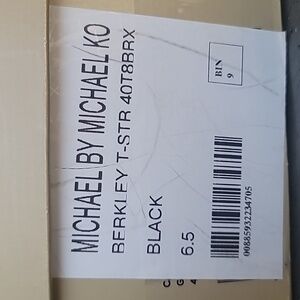 MICHAEL BY MICHAEL KO
BERKLEY T-STR 40T8BRX
BLACK
6.5
BIN
9
00885932234705